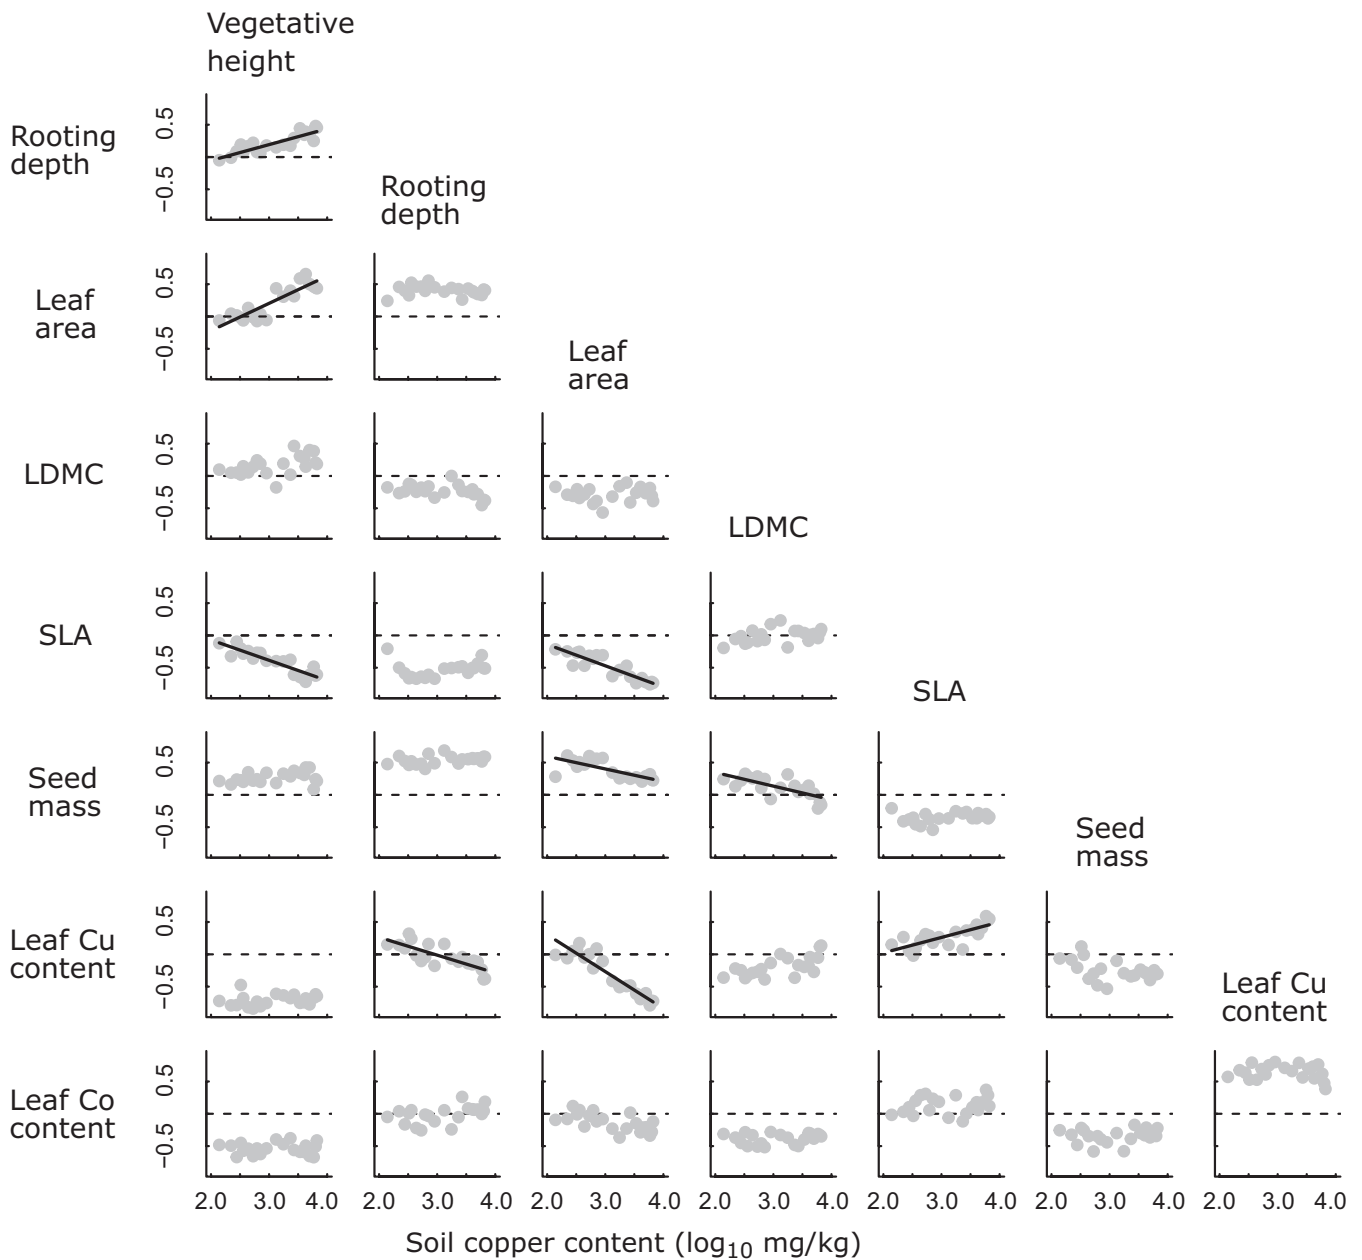 Vegetative
height
Rooting
depth
0.5
−0.5
Rooting
depth
Leaf
area
0.5
−0.5
Leaf
area
LDMC
0.5
−0.5
LDMC
SLA
0.5
−0.5
SLA
Seed
mass
0.5
−0.5
Seed
mass
Leaf Cu
content
0.5
−0.5
Leaf Cu
content
Leaf Co
content
0.5
−0.5
2.0 3.0 4.0 2.0 3.0 4.0 2.0 3.0 4.0 2.0 3.0 4.0 2.0 3.0 4.0 2.0 3.0 4.0 2.0 3.0 4.0
Soil copper content (log₁₀ mg/kg)